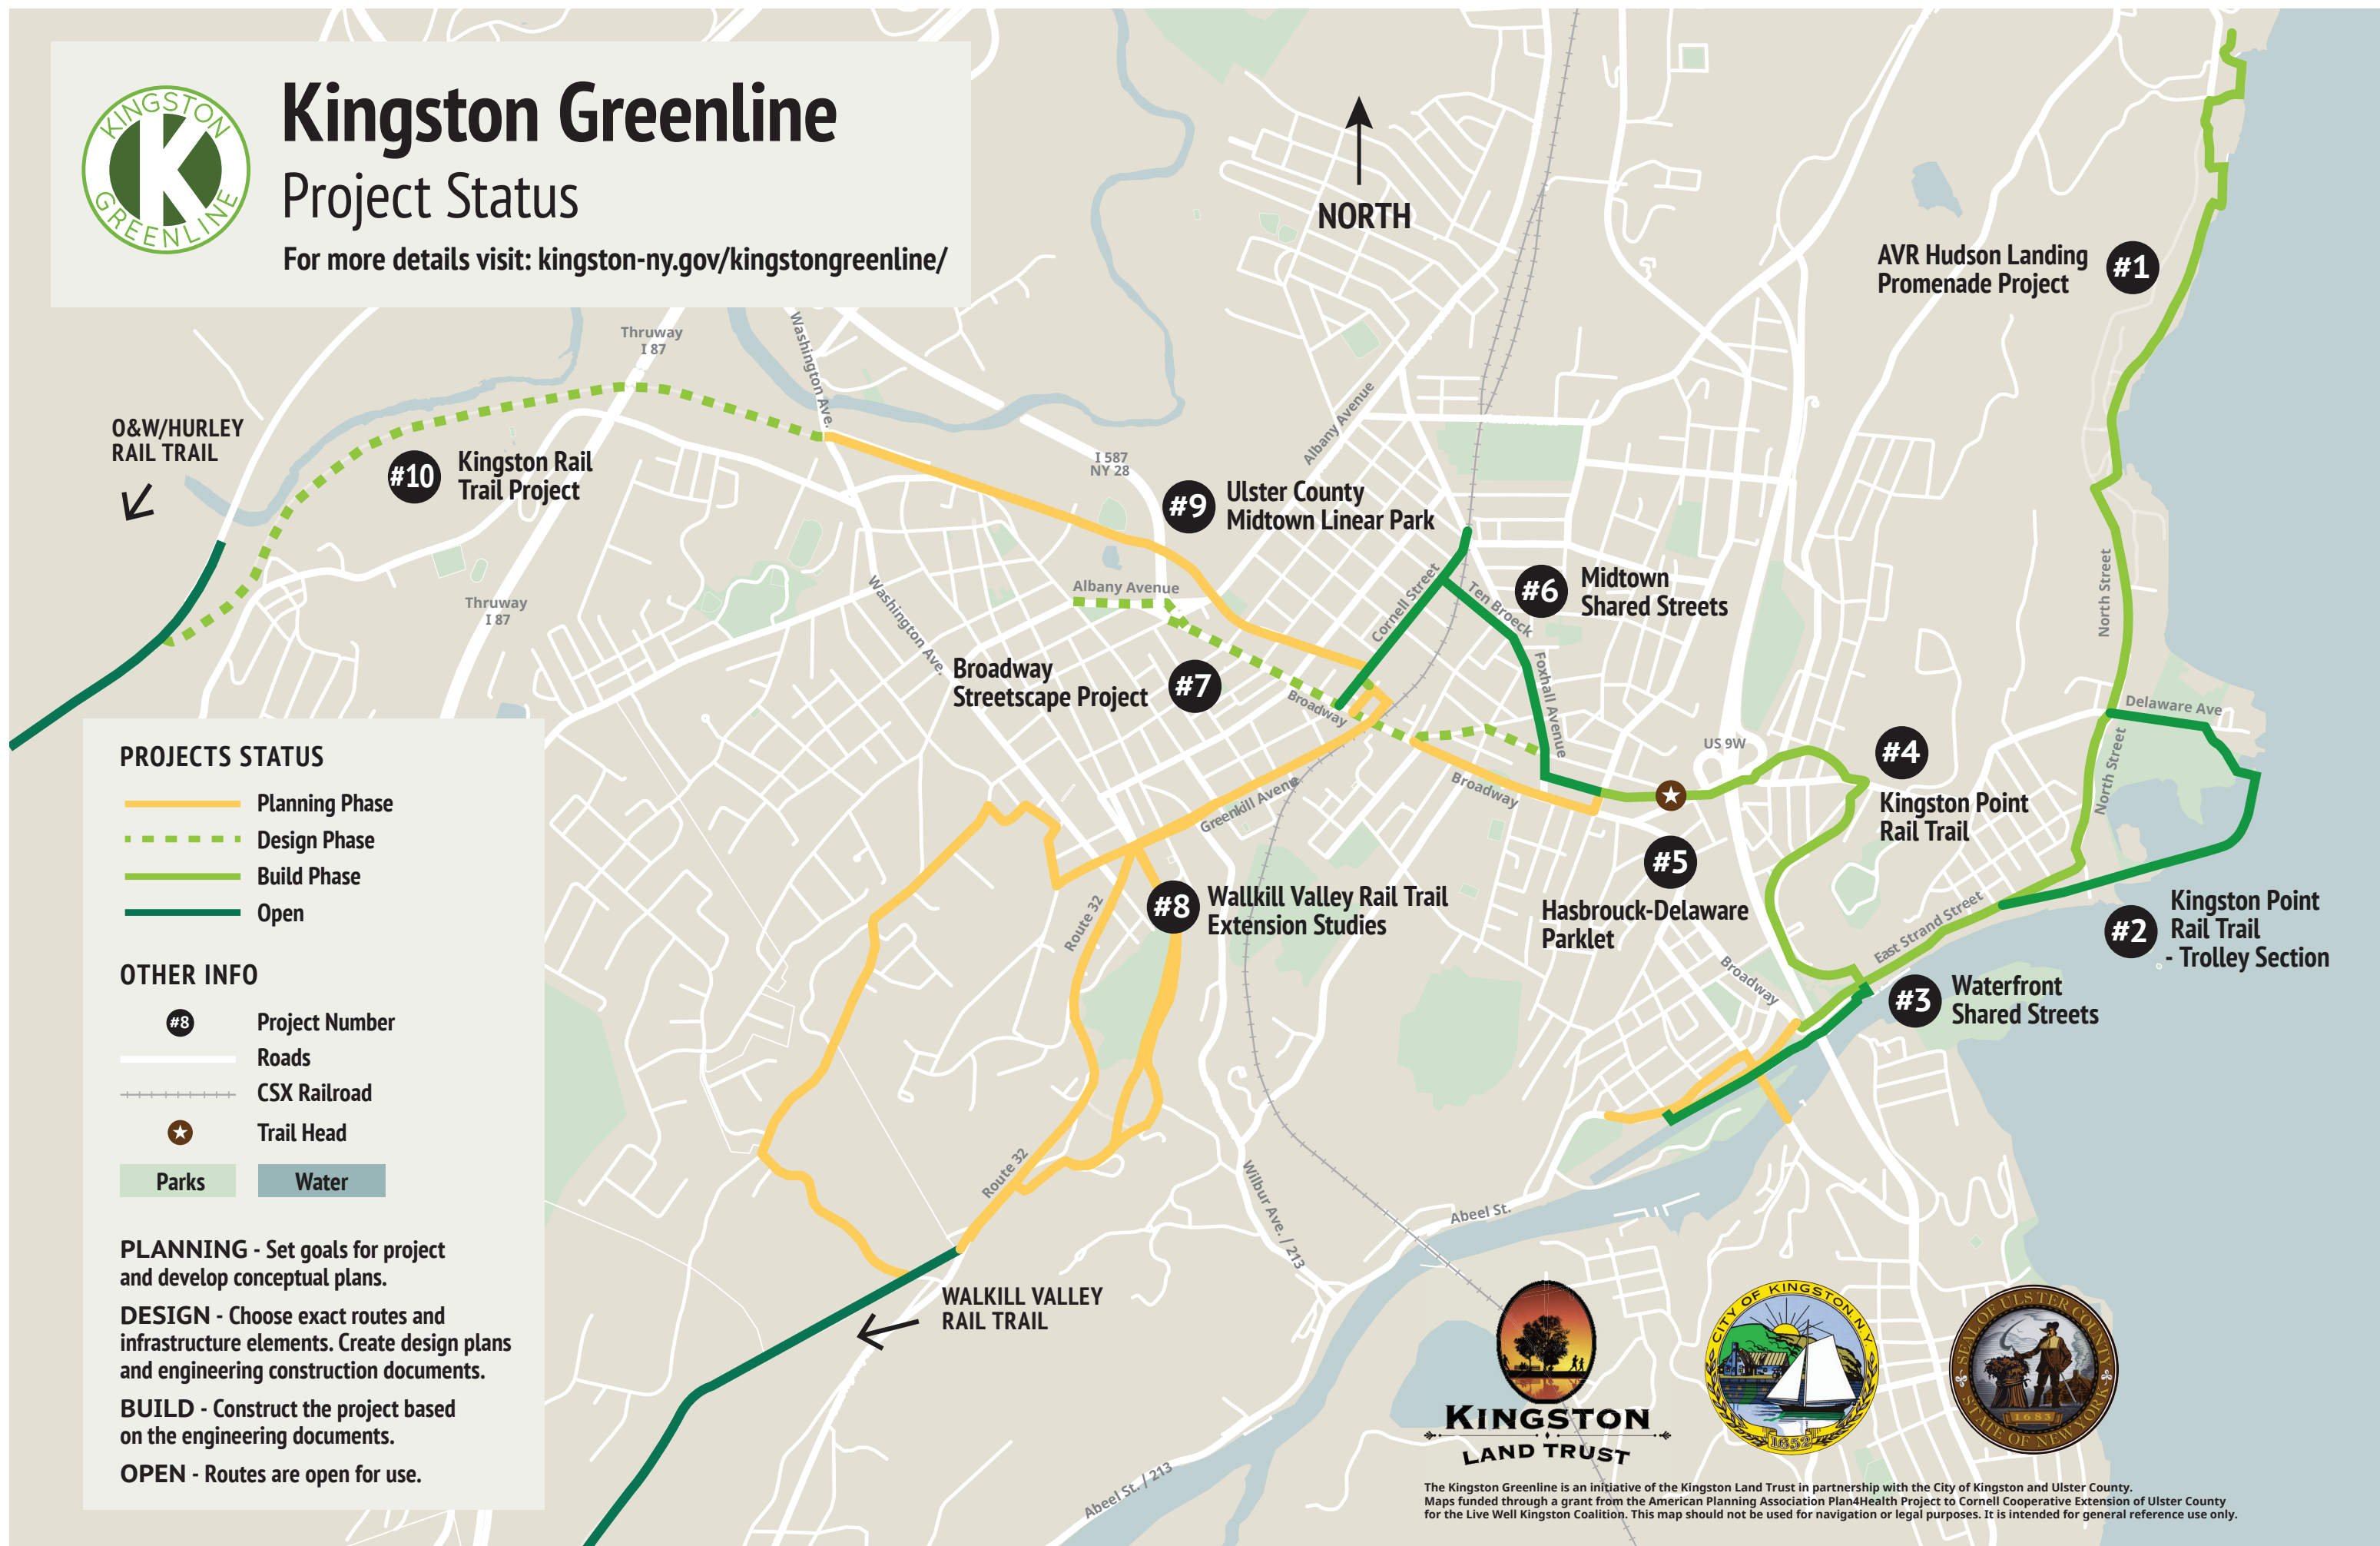 KINGSTON
K
GREENLINE
Kingston Greenline
Project Status
For more details visit: kingston-ny.gov/kingstongreenline/
NORTH
AVR Hudson Landing
Promenade Project
#1
Thruway
I 87
Washington Ave.
O&W/HURLEY
RAIL TRAIL
#10
Kingston Rail
Trail Project
I 587
NY 28
Albany Avenue
#9
Ulster County
Midtown Linear Park
Thruway
I 87
Albany Avenue
Washington Ave.
Cornell Street
Ten Broeck
#6
Midtown
Shared Streets
North Street
Broadway
Streetscape Project
#7
Broadway
Foxhall Avenue
Delaware Ave
US 9W
#4
Kingston Point
Rail Trail
North Street
Greenkill Avenue
Broadway
#5
Hasbrouck-Delaware
Parklet
Route 32
#8
Wallkill Valley Rail Trail
Extension Studies
East Strand Street
#2
Kingston Point
Rail Trail
- Trolley Section
Broadway
#3
Waterfront
Shared Streets
Route 32
Wilbur Ave. / 213
Abeel St.
WALKILL VALLEY
RAIL TRAIL
Abeel St. / 213
PROJECTS STATUS
Planning Phase
Design Phase
Build Phase
Open
OTHER INFO
#8
Project Number
Roads
CSX Railroad
Trail Head
Parks
Water
PLANNING - Set goals for project
and develop conceptual plans.
DESIGN - Choose exact routes and
infrastructure elements. Create design plans
and engineering construction documents.
BUILD - Construct the project based
on the engineering documents.
OPEN - Routes are open for use.
KINGSTON
LAND TRUST
CITY OF KINGSTON, N.Y.
1652
SEAL OF ULSTER COUNTY
1683
STATE OF NEW YORK
The Kingston Greenline is an initiative of the Kingston Land Trust in partnership with the City of Kingston and Ulster County.
Maps funded through a grant from the American Planning Association Plan4Health Project to Cornell Cooperative Extension of Ulster County
for the Live Well Kingston Coalition. This map should not be used for navigation or legal purposes. It is intended for general reference use only.